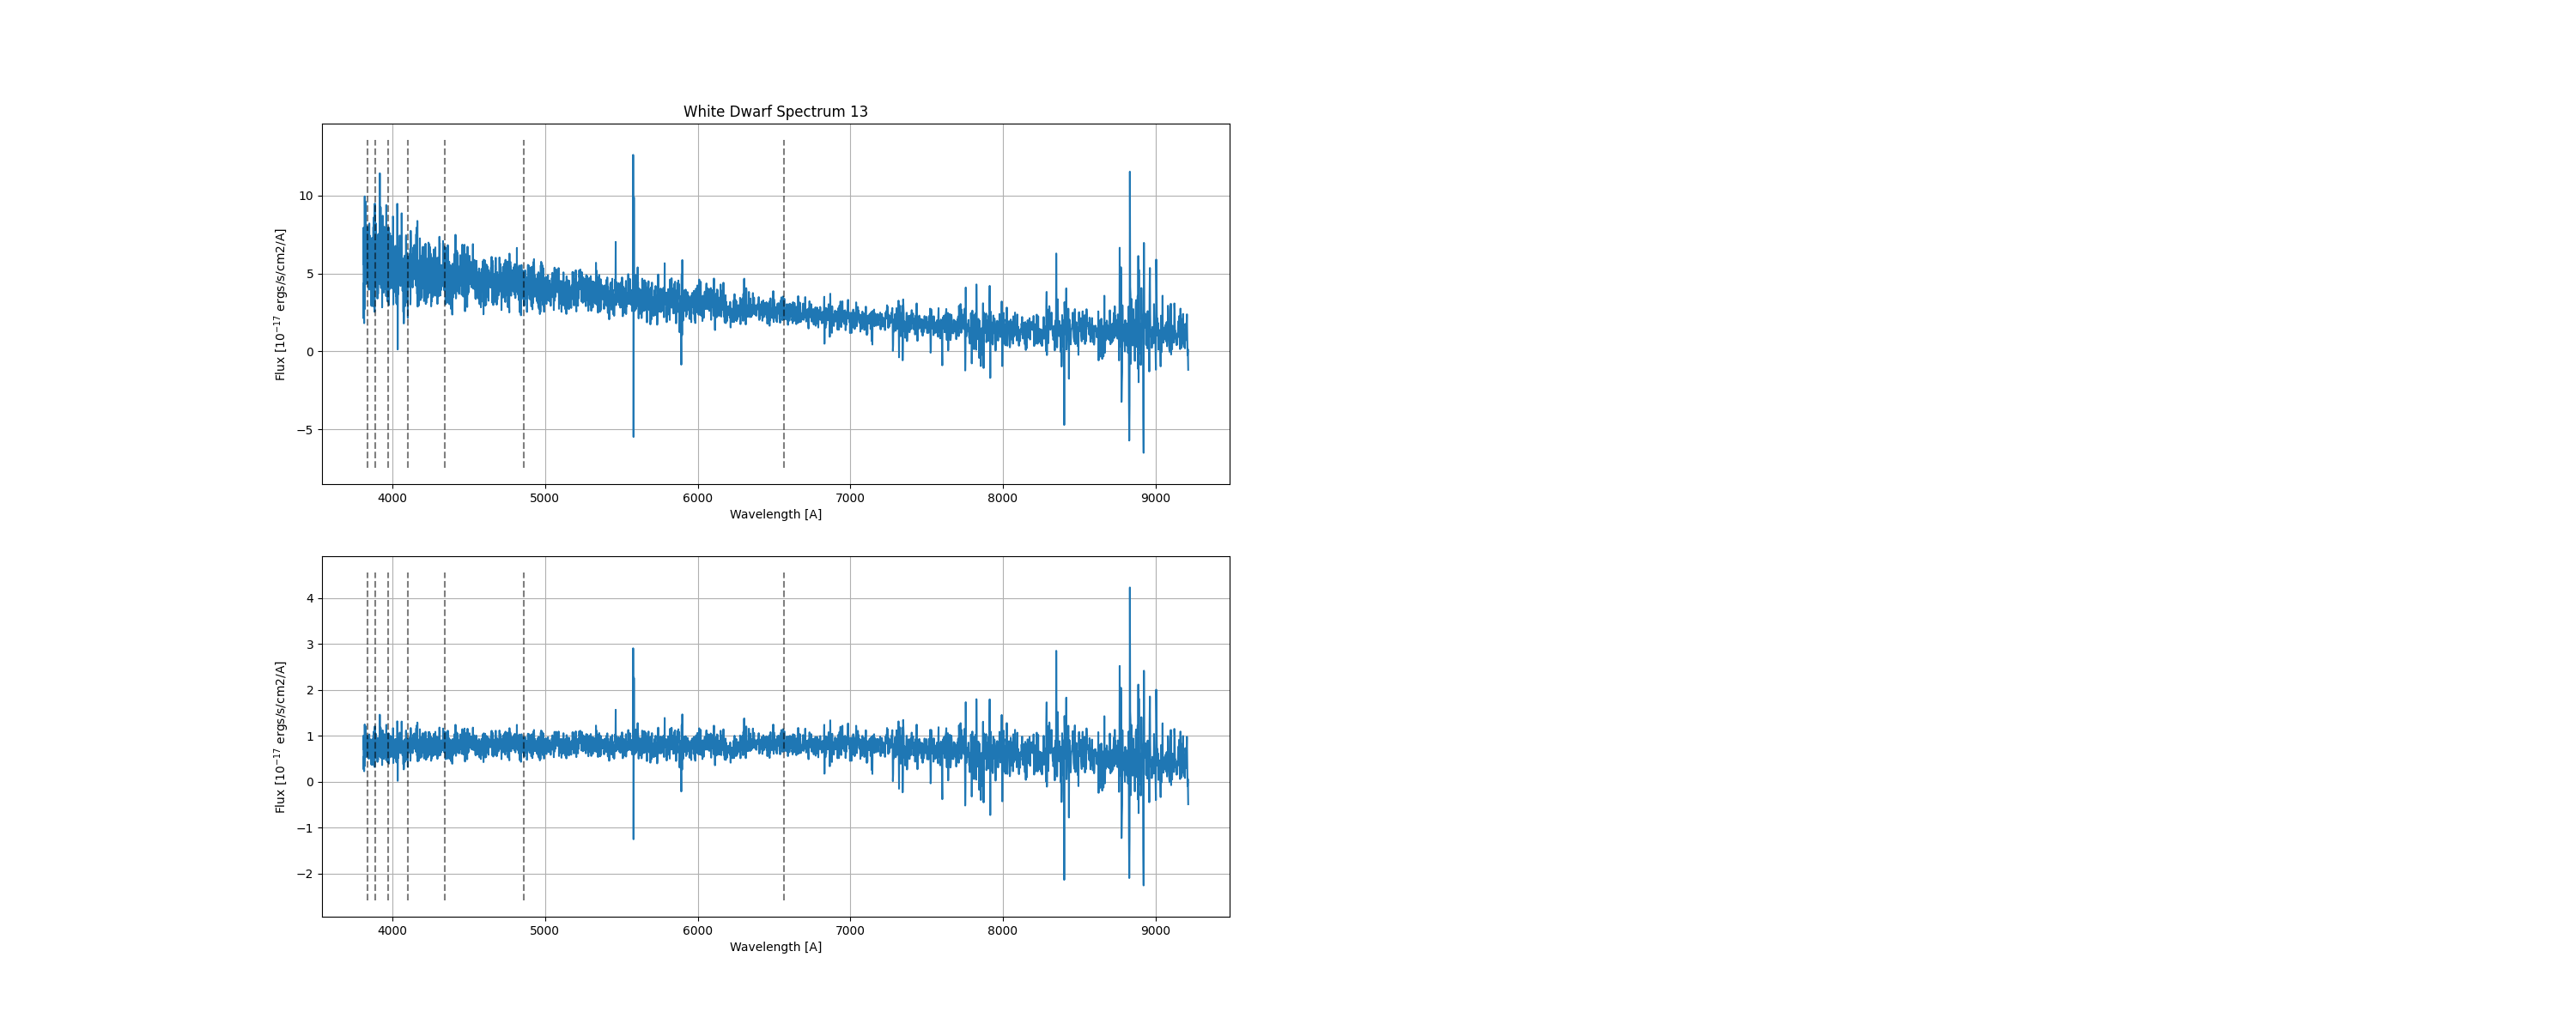 White Dwarf Spectrum 13
Flux [10⁻¹⁷ ergs/s/cm2/A]
10
5
0
−5
4000 5000 6000 7000 8000 9000
Wavelength [A]
Flux [10⁻¹⁷ ergs/s/cm2/A]
4
3
2
1
0
−1
−2
4000 5000 6000 7000 8000 9000
Wavelength [A]